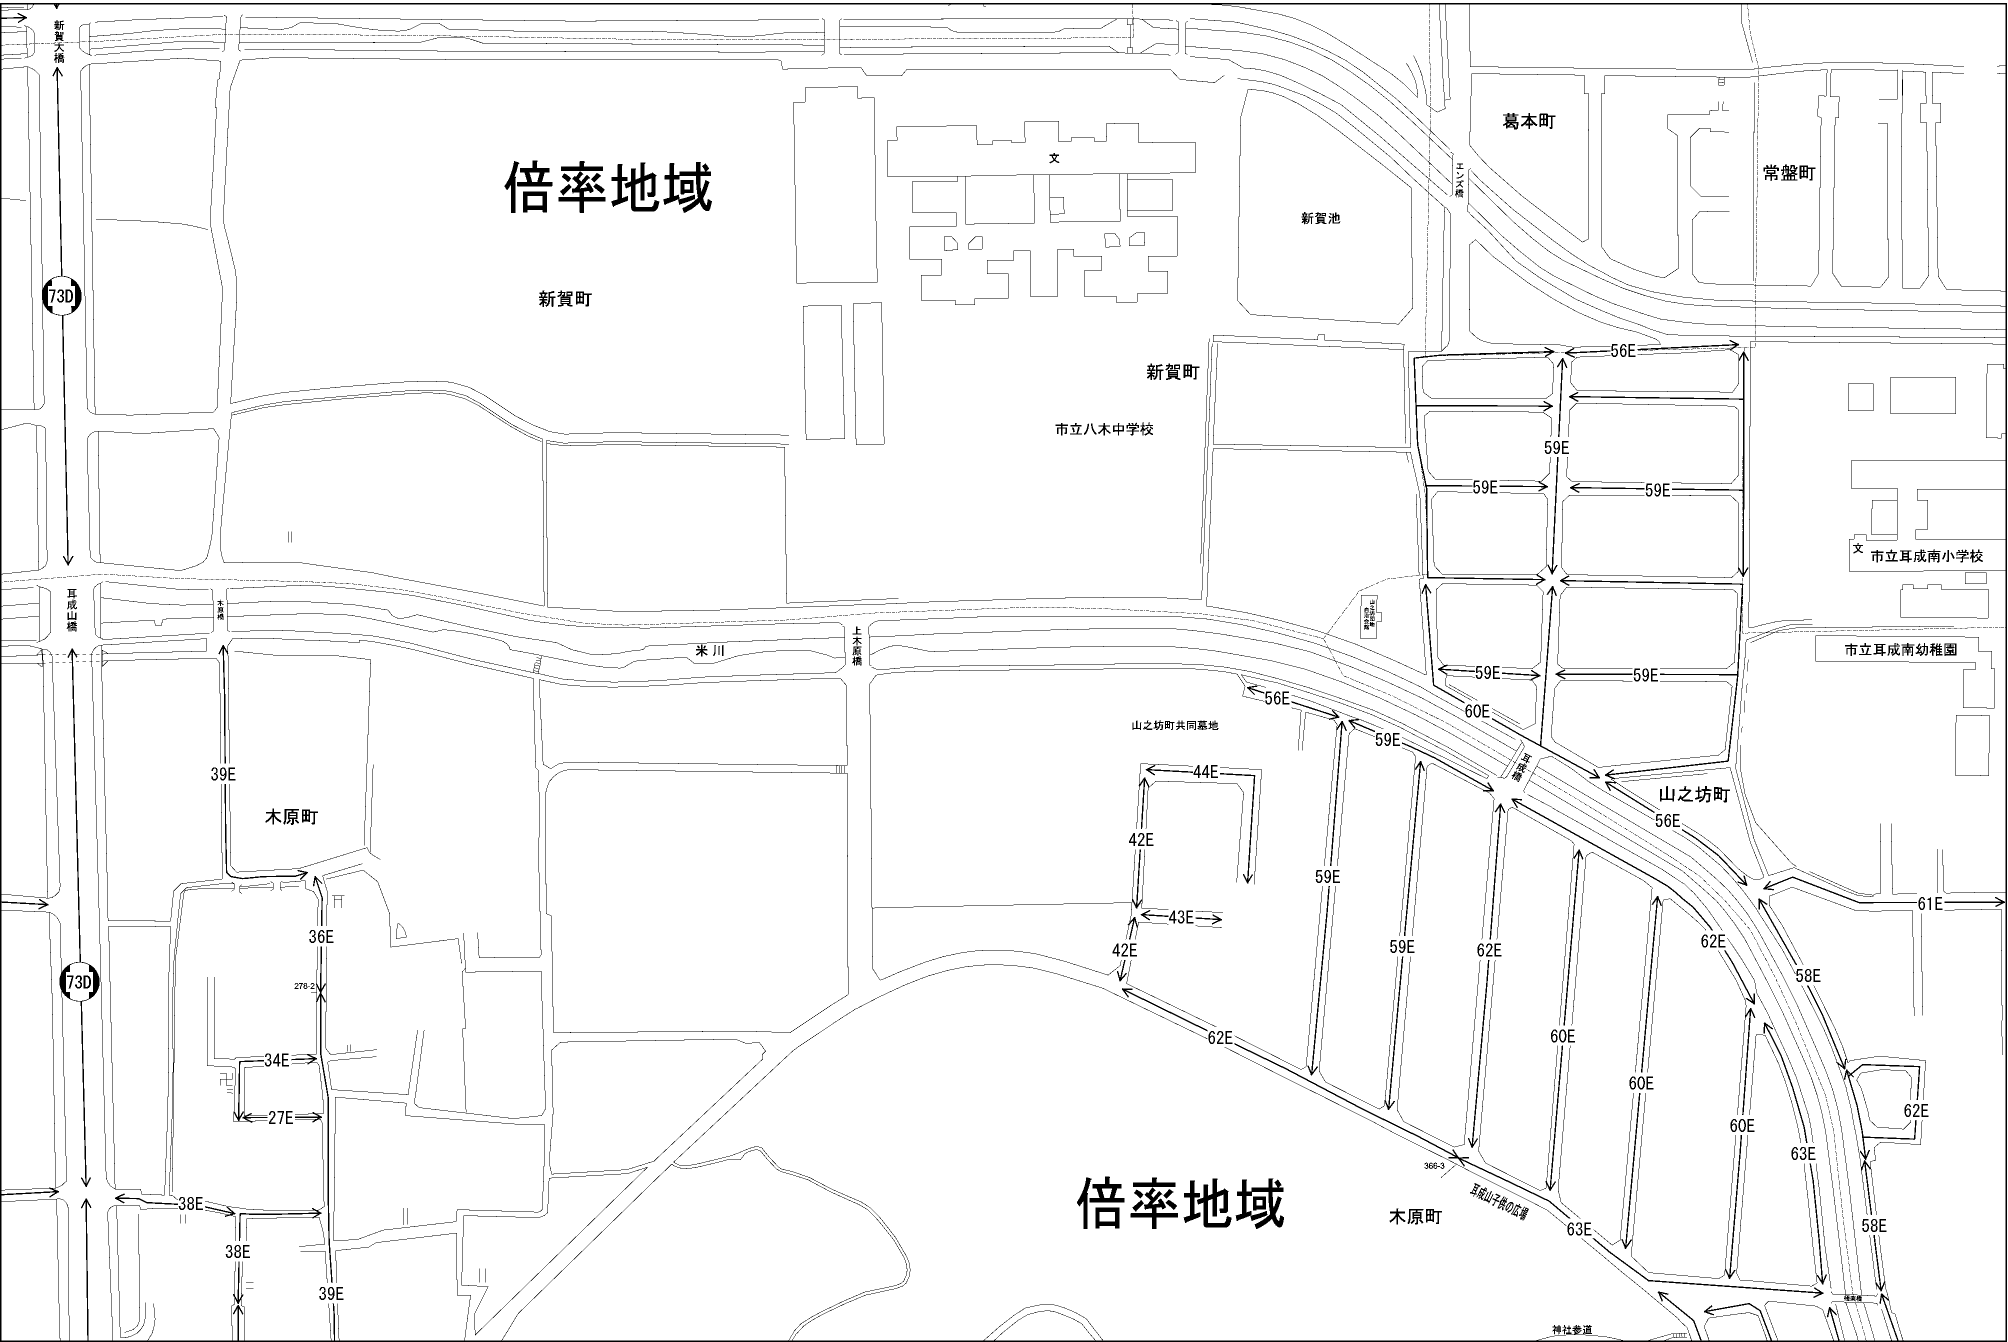 新賀大橋
葛本町
文
エンズ橋
常盤町
倍率地域
新賀池
73D
新賀町
56E
新賀町
市立八木中学校
59E
59E
59E
文
市立耳成南小学校
耳成山橋
木原橋
上木原橋
米川
市立耳成南幼稚園
59E
59E
56E
60E
山之坊町共同墓地
59E
耳成橋
44E
39E
山之坊町
木原町
56E
42E
59E
61E
43E
36E
62E
59E
62E
42E
58E
73D
278-2
62E
60E
34E
60E
27E
62E
60E
63E
366-3
倍率地域
耳成山子供の広場
38E
木原町
63E
58E
38E
39E
神社参道